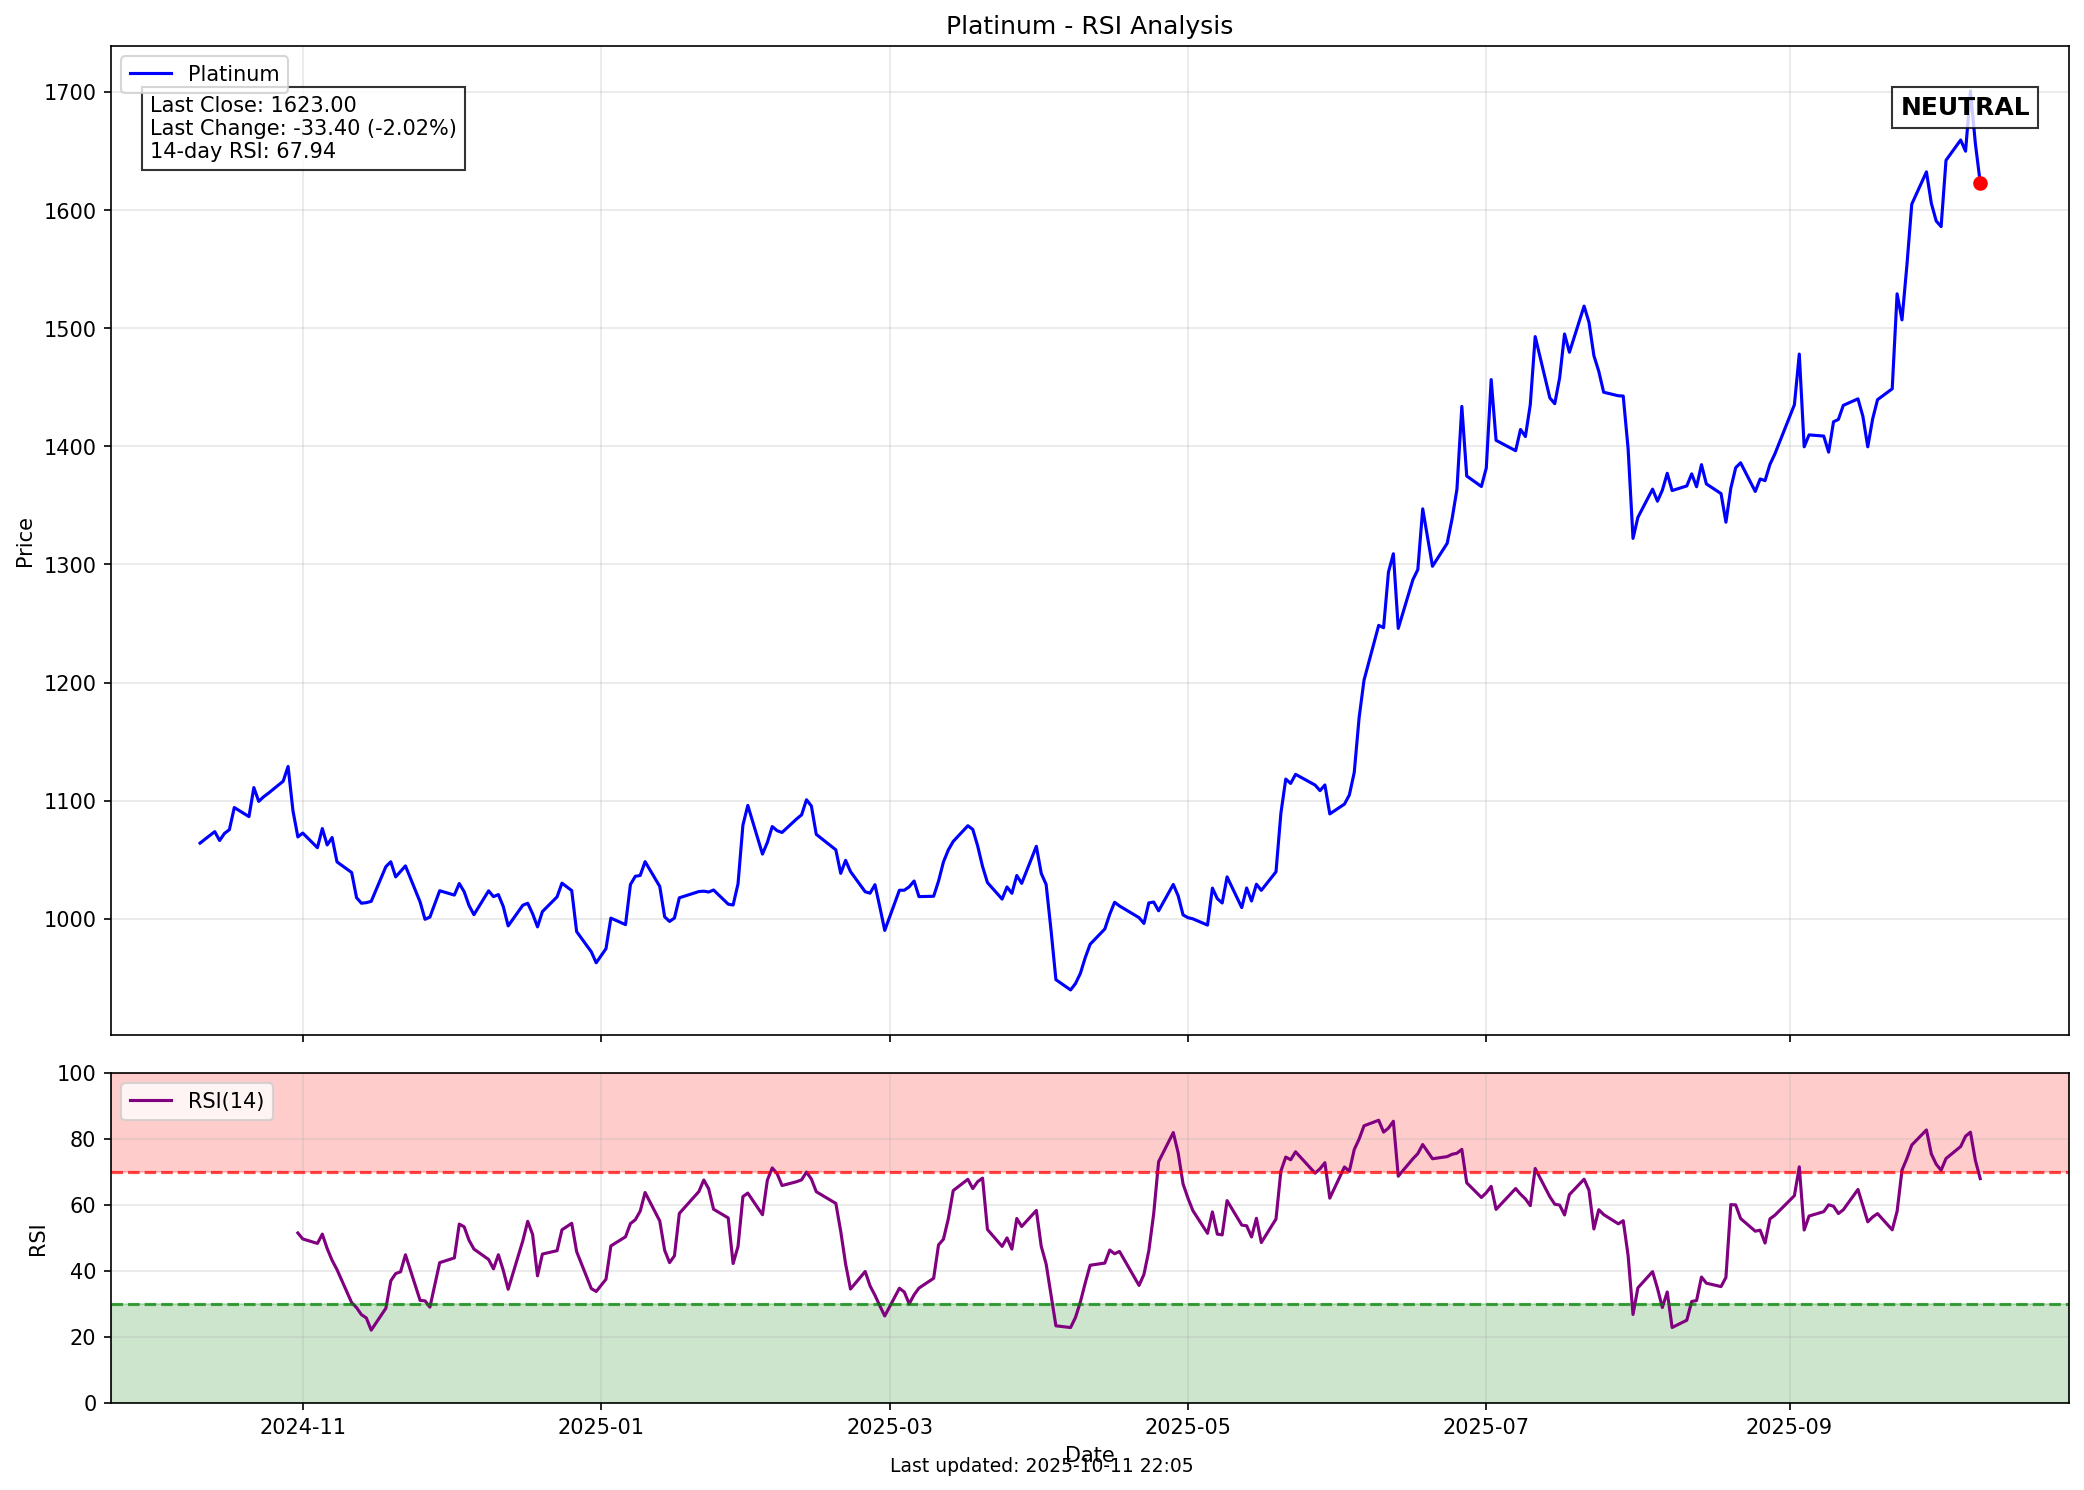 Platinum - RSI Analysis
Platinum
Last Close: 1623.00
Last Change: -33.40 (-2.02%)
14-day RSI: 67.94
NEUTRAL
1700
1600
1500
1400
1300
1200
1100
1000
Price
RSI(14)
100
80
60
40
20
0
RSI
2024-11
2025-01
2025-03
2025-05
2025-07
2025-09
Date
Last updated: 2025-10-11 22:05